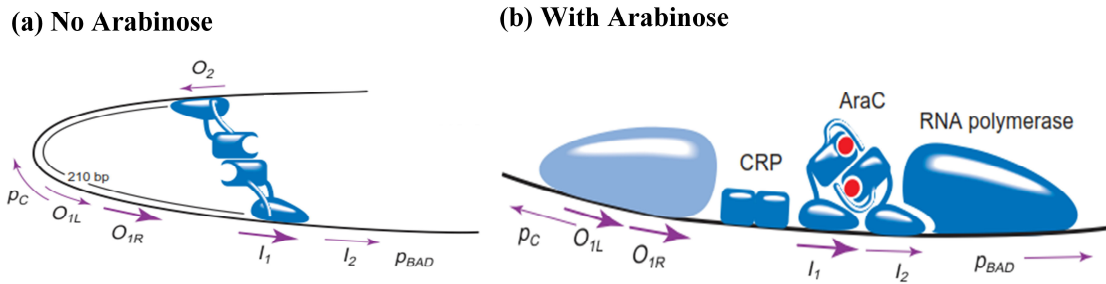 (a) No Arabinose
O2
210 bp
pC
O1L
O1R
I1
I2
pBAD
(b) With Arabinose
AraC
RNA polymerase
CRP
pC
O1L
O1R
I1
I2
pBAD